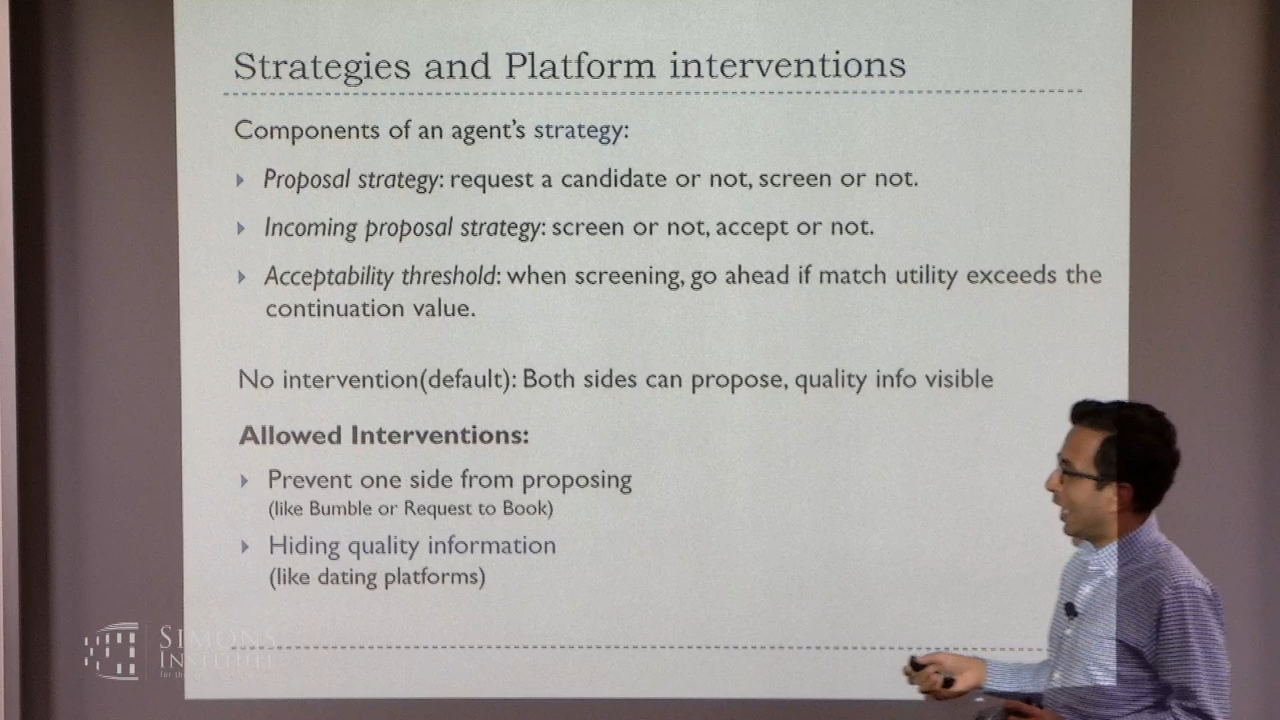 Strategies and Platform interventions
Components of an agent's strategy:
Proposal strategy: request a candidate or not, screen or not.
Incoming proposal strategy: screen or not, accept or not.
Acceptability threshold: when screening, go ahead if match utility exceeds the
continuation value.
No intervention(default): Both sides can propose, quality info visible
Allowed Interventions:
Prevent one side from proposing
(like Bumble or Request to Book)
Hiding quality information
(like dating platforms)
SIMONS
INSTITUTE
for the